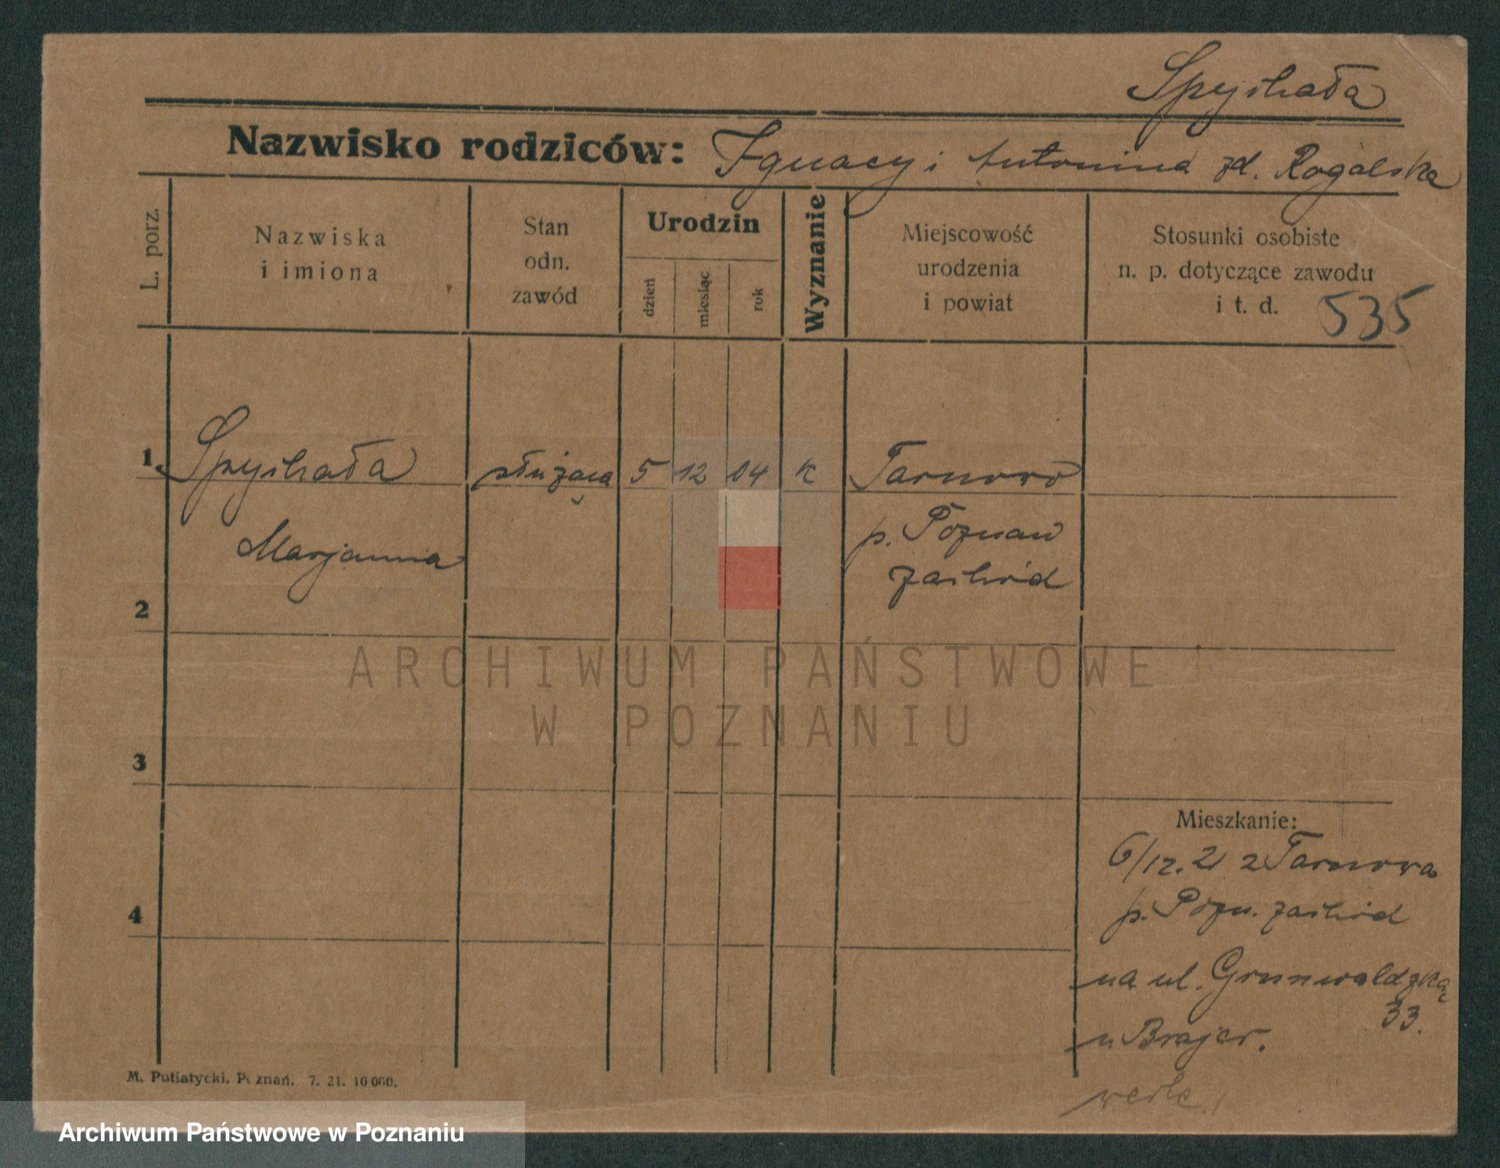 Spychała
Nazwisko rodziców: Ignacy i Antonina zd. Rogalska
L. porz.
Nazwiska
i imiona
Stan
odn.
zawód
Urodzin
dzień
miesiąc
rok
Wyznanie
Miejscowość
urodzenia
i powiat
Stosunki osobiste
n. p. dotyczące zawodu
i t. d.
535
1. Spychała służąca 5 12 04 k Tarnowo
Marjanna
p. Poznań
zachód
2
3
4
Mieszkanie:
6/12.21 z Tarnowa
p. Pozn. zachód
na ul. Grunwaldzką
33.
u Brajer.
ARCHIWUM PAŃSTWOWE
W POZNANIU
M. Putiatycki. Poznań. 7. 21. 10 000.
Archiwum Państwowe w Poznaniu